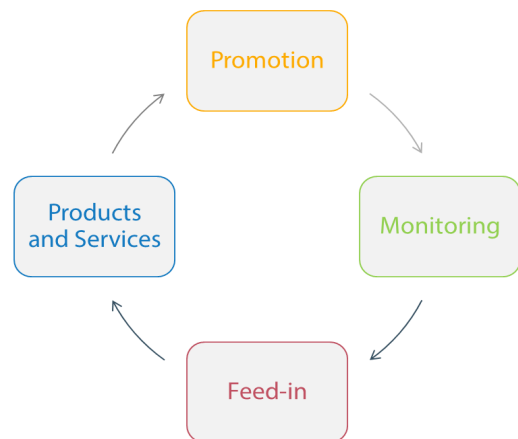 Promotion
Monitoring
Feed-in
Products
and Services